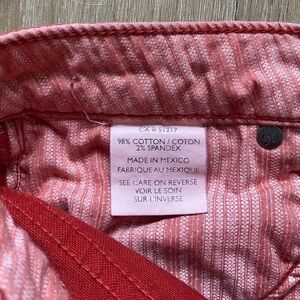 CA# 51217
98% COTTON / COTON
2% SPANDEX
MADE IN MEXICO
FABRIQUE AU MEXIQUE
SEE CARE ON REVERSE
VOIR LE SOIN
SUR L'INVERSE